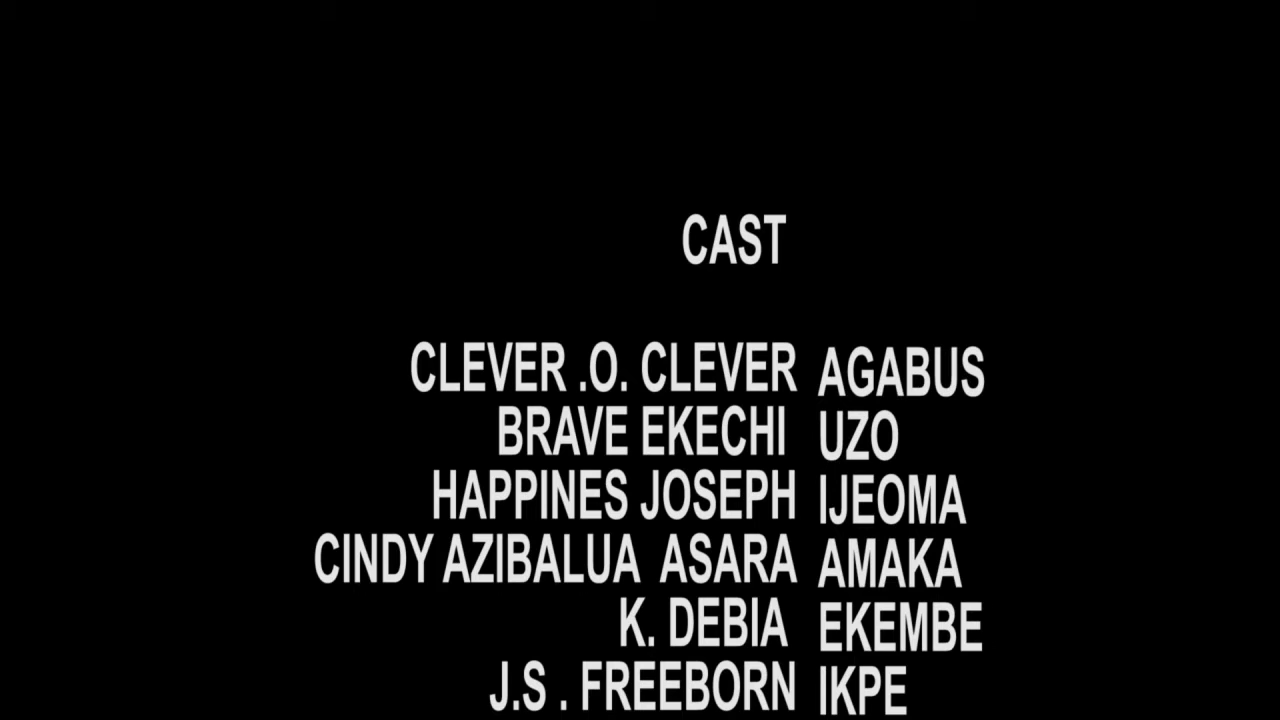 CAST
CLEVER .O. CLEVER AGABUS
BRAVE EKECHI UZO
HAPPINES JOSEPH IJEOMA
CINDY AZIBALUA ASARA AMAKA
K. DEBIA EKEMBE
J.S . FREEBORN IKPE